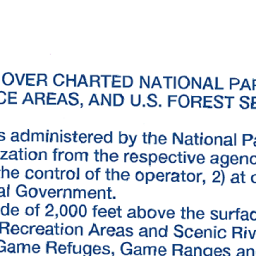 OVER CHARTED NATIONAL PAR
CE AREAS, AND U.S. FOREST SE
s administered by the National Pa
zation from the respective agenc
he control of the operator, 2) at
al Government.
de of 2,000 feet above the surfac
Recreation Areas and Scenic Riv
Game Refuges, Game Ranges an